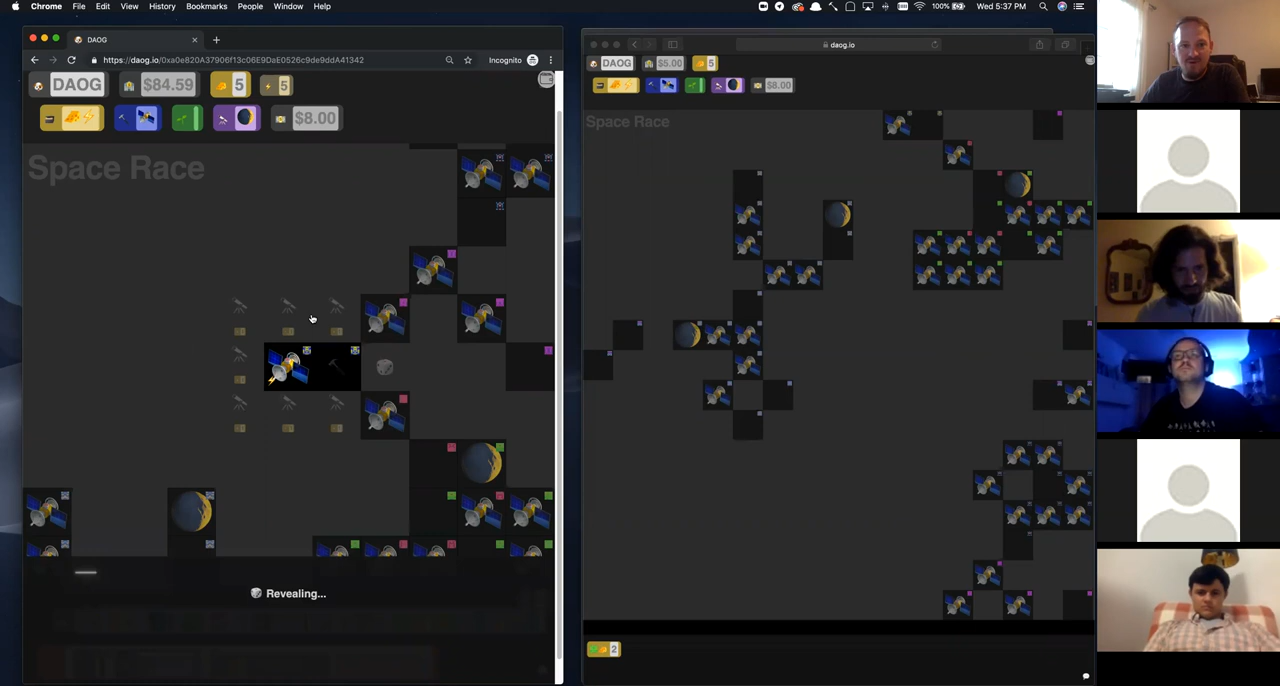 Chrome File Edit View History Bookmarks People Window Help
100% Wed 5:37 PM
DAOG
https://daog.io/0xa0e820A37906f13c06E9DaE0526c9de9ddA41342
Incognito
DAOG $84.59 5 5
$8.00
Space Race
Revealing...
daog.io
DAOG $5.00 5
$8.00
Space Race
2